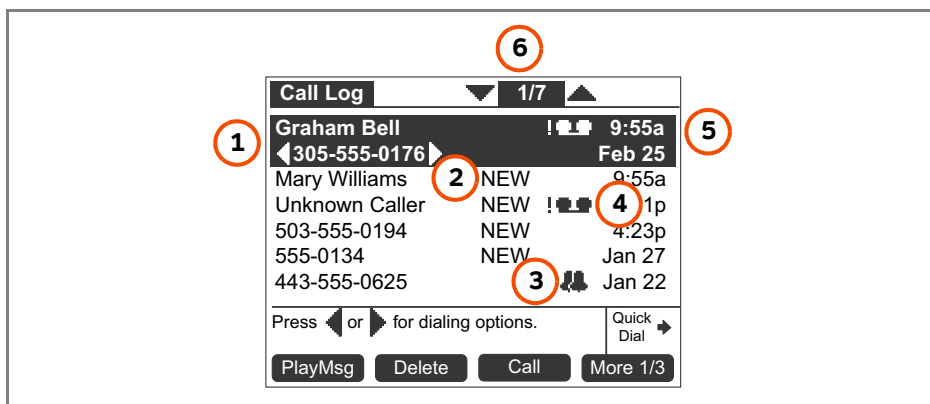 6
Call Log 1/7
1 Graham Bell ! 9:55a 5
305-555-0176 Feb 25
Mary Williams 2 NEW 9:55a
Unknown Caller NEW ! 4 1p
503-555-0194 NEW 4:23p
555-0134 NEW Jan 27
443-555-0625 3 Jan 22
Press or for dialing options. Quick
Dial
PlayMsg Delete Call More 1/3